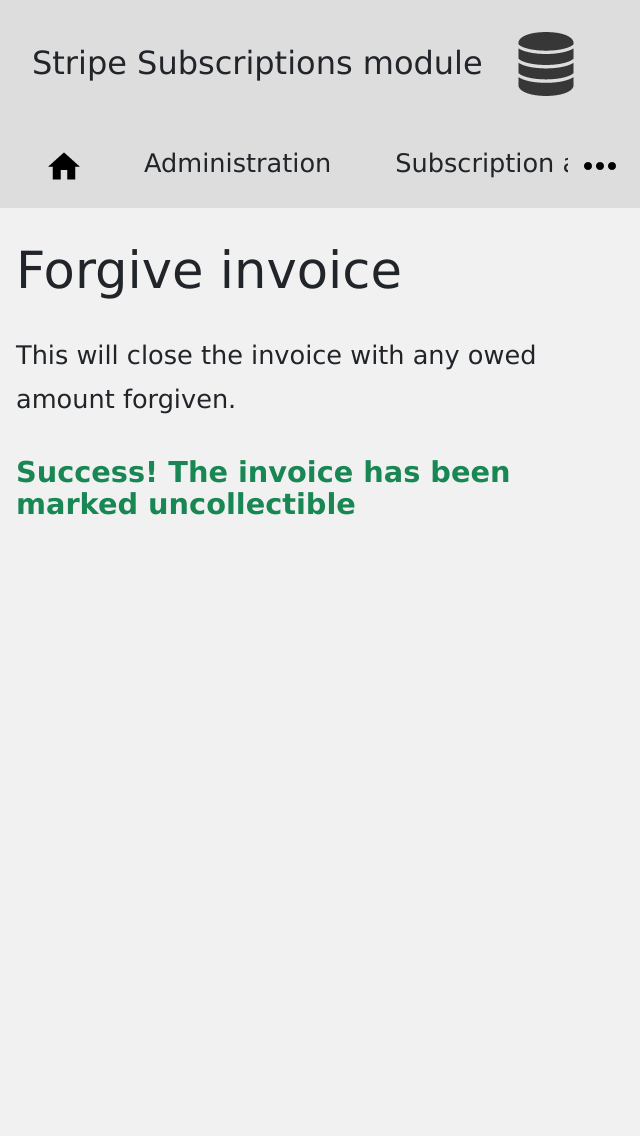 Stripe Subscriptions module
Administration
Subscription
Forgive invoice
This will close the invoice with any owed
amount forgiven.
Success! The invoice has been
marked uncollectible